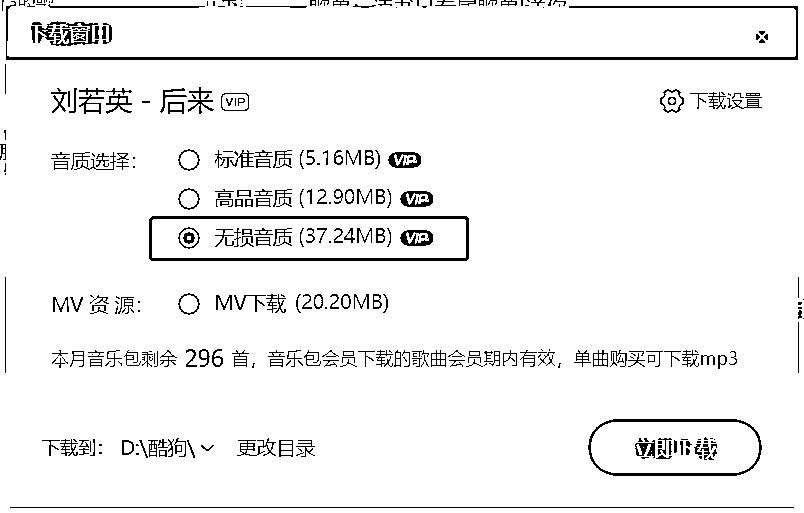 下载窗口
刘若英 - 后来 VIP
下载设置
音质选择: 标准音质 (5.16MB) VIP
高品音质 (12.90MB) VIP
无损音质 (37.24MB) VIP
MV 资 源: MV下载 (20.20MB)
本月音乐包剩余 296 首，音乐包会员下载的歌曲会员期内有效，单曲购买可下载mp3
下载到: D:\酷狗\ 更改目录
立即下载